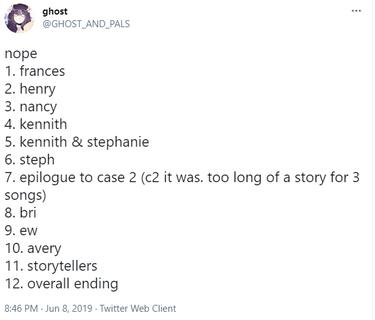 ghost
@GHOST_AND_PALS
nope
1. frances
2. henry
3. nancy
4. kennith
5. kennith & stephanie
6. steph
7. epilogue to case 2 (c2 it was. too long of a story for 3
songs)
8. bri
9. ew
10. avery
11. storytellers
12. overall ending
8:46 PM · Jun 8, 2019 · Twitter Web Client